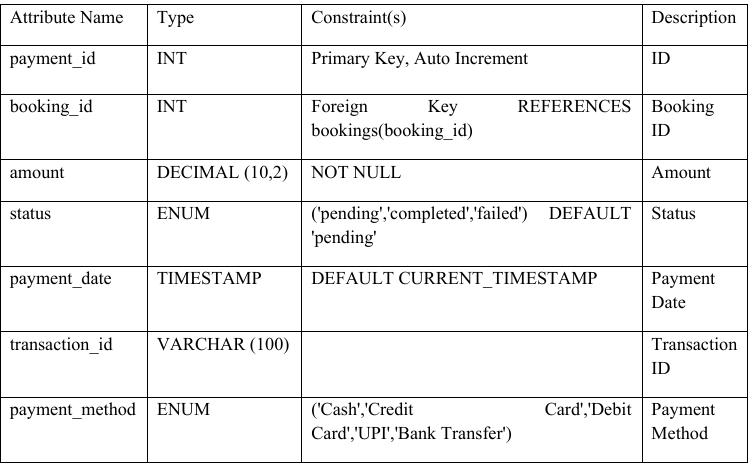 Attribute Name Type Constraint(s) Description
payment_id INT Primary Key, Auto Increment ID
booking_id INT Foreign Key REFERENCES Booking
bookings(booking_id) ID
amount DECIMAL (10,2) NOT NULL Amount
status ENUM ('pending','completed','failed') DEFAULT Status
'pending'
payment_date TIMESTAMP DEFAULT CURRENT_TIMESTAMP Payment
Date
transaction_id VARCHAR (100) Transaction
ID
payment_method ENUM ('Cash','Credit Card','Debit Payment
Card','UPI','Bank Transfer') Method